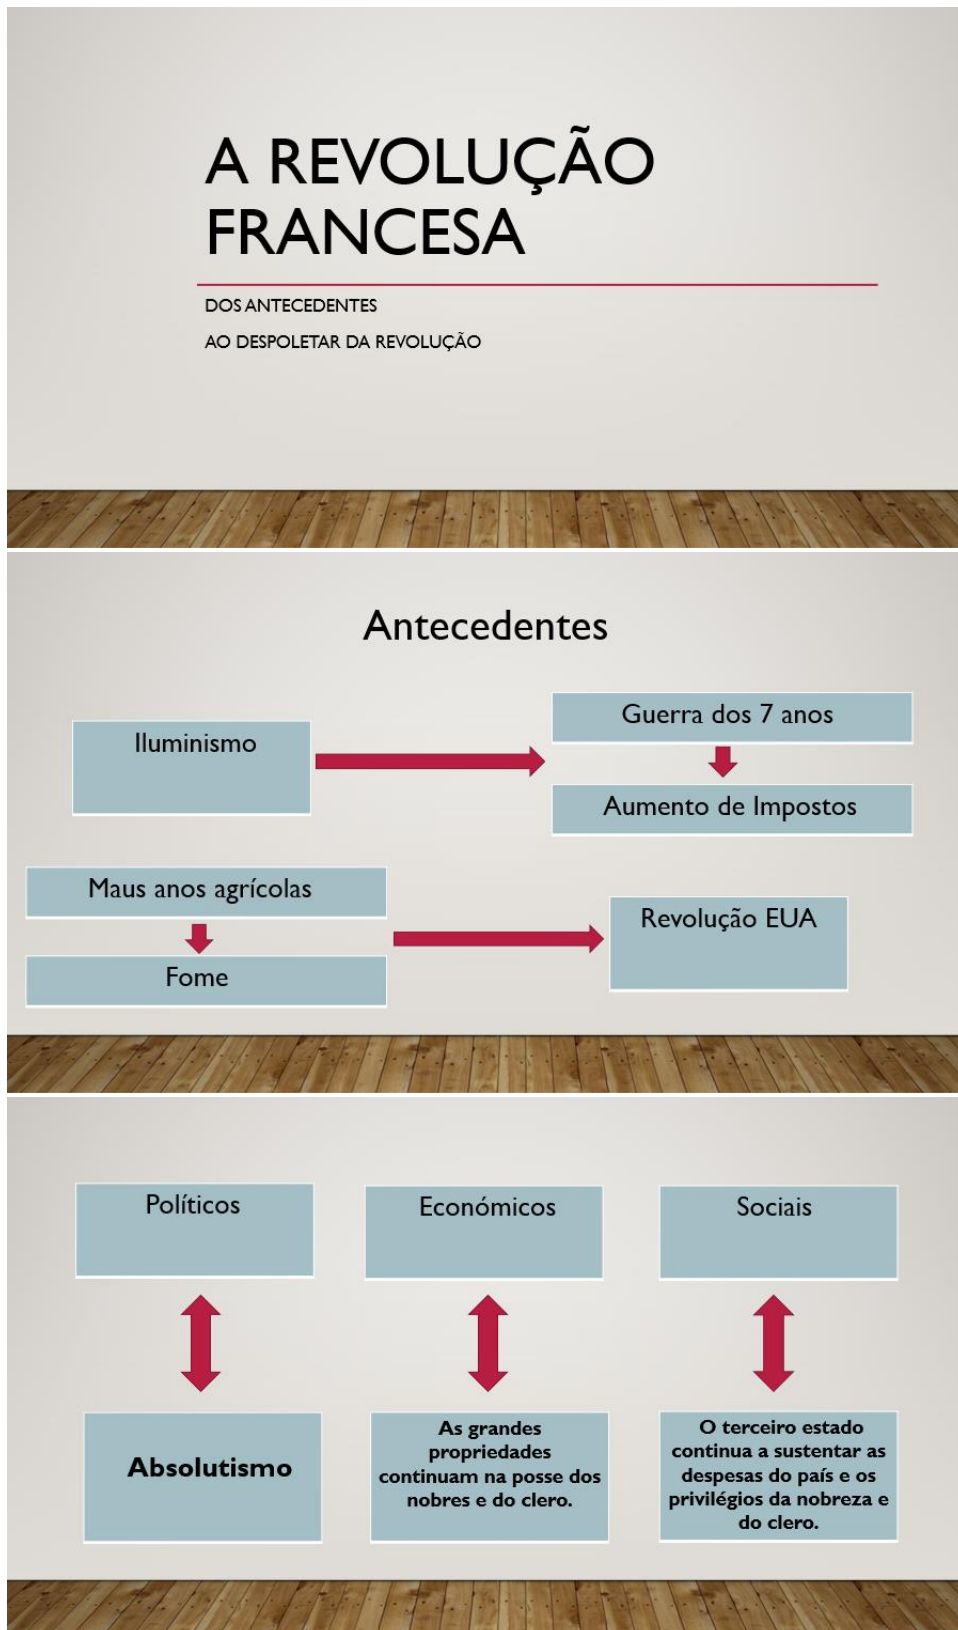 A REVOLUÇÃO
FRANCESA
DOS ANTECEDENTES
AO DESPOLETAR DA REVOLUÇÃO
Antecedentes
Iluminismo
Guerra dos 7 anos
Aumento de Impostos
Maus anos agrícolas
Fome
Revolução EUA
Políticos
Económicos
Sociais
Absolutismo
As grandes
propriedades
continuam na posse dos
nobres e do clero.
O terceiro estado
continua a sustentar as
despesas do país e os
privilégios da nobreza e
do clero.